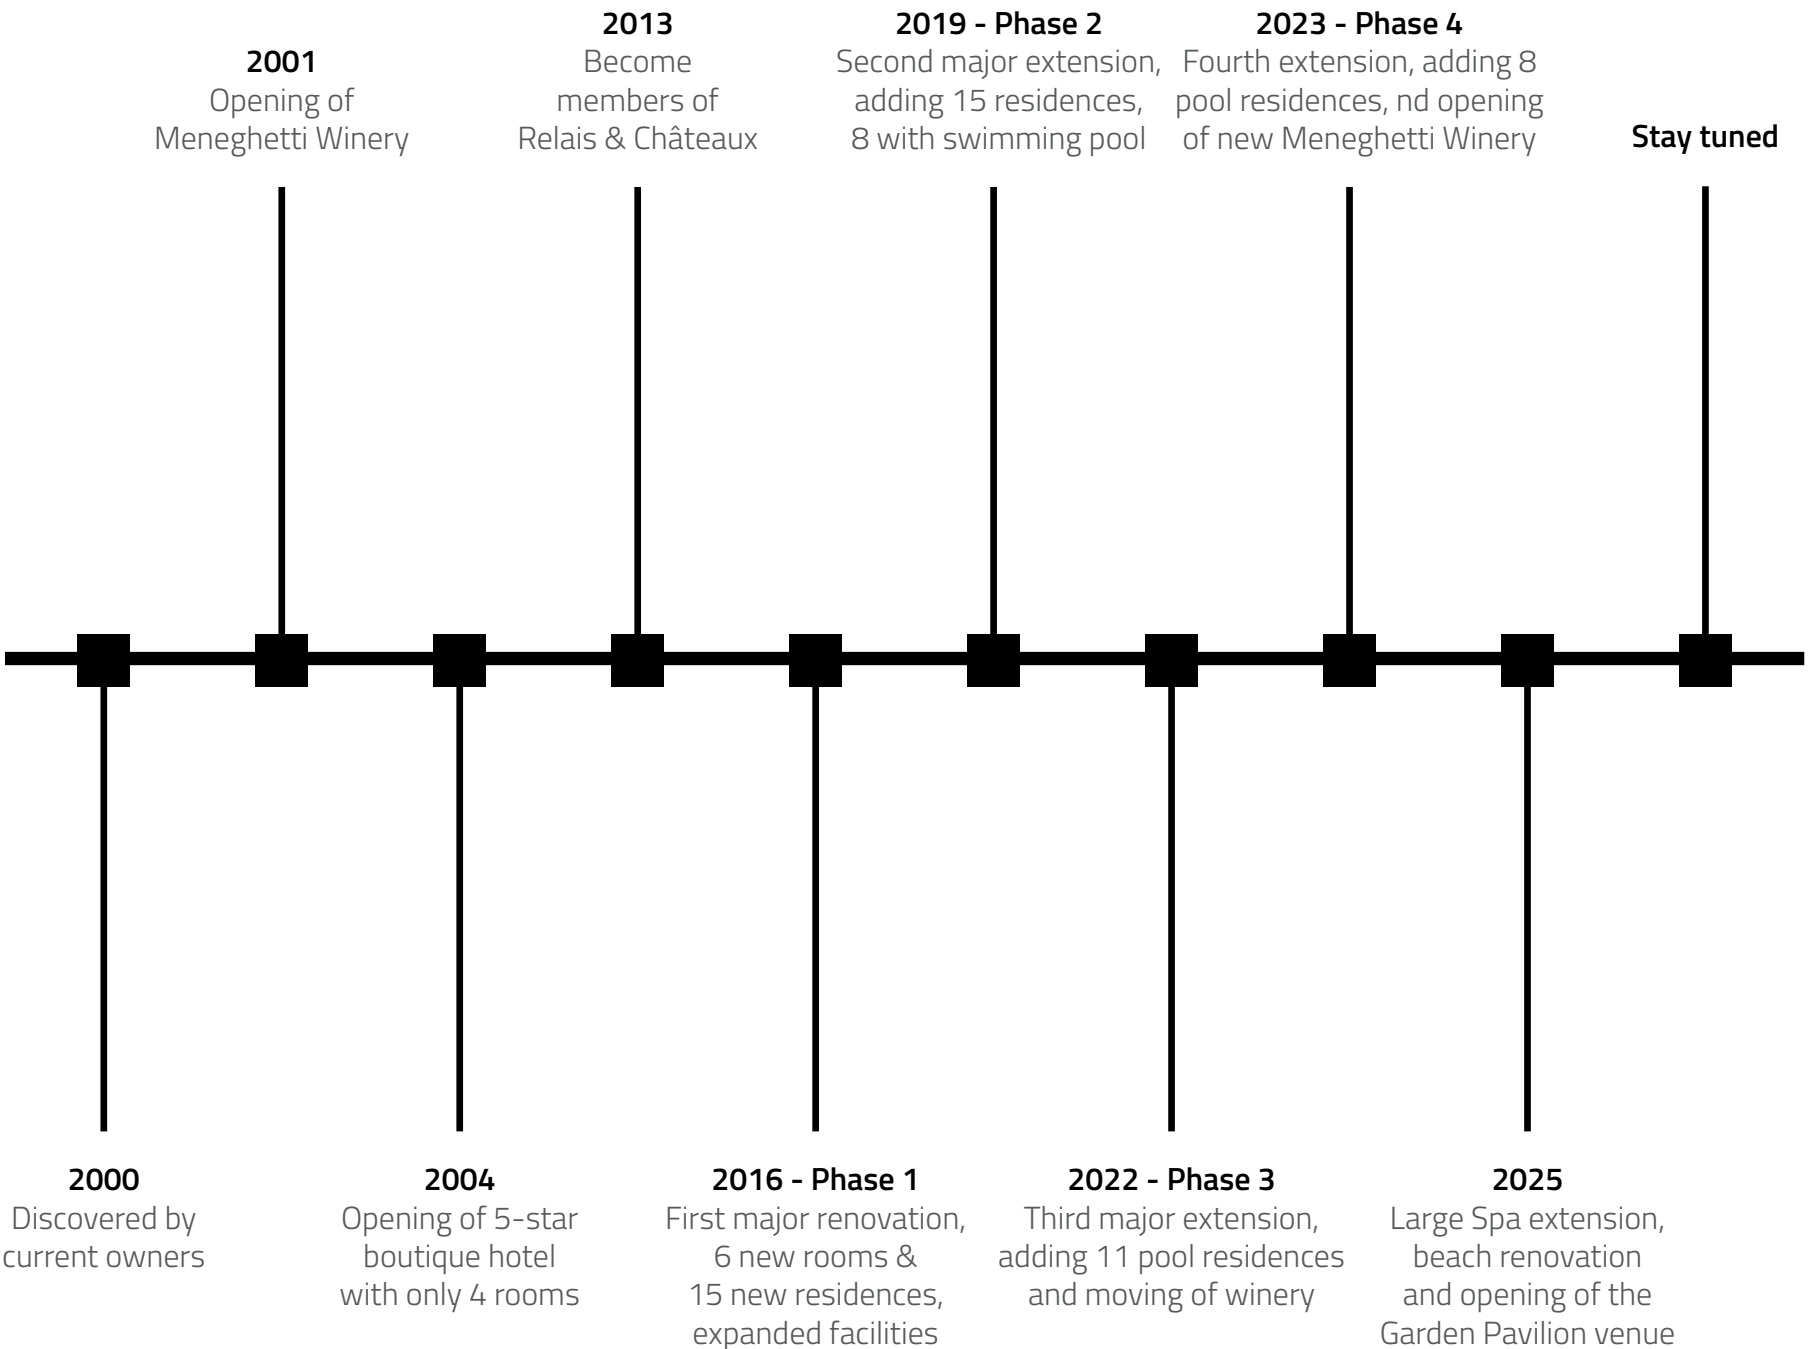 2001
Opening of
Meneghetti Winery
2013
Become
members of
Relais & Châteaux
2019 - Phase 2
Second major extension,
adding 15 residences,
8 with swimming pool
2023 - Phase 4
Fourth extension, adding 8
pool residences, nd opening
of new Meneghetti Winery
Stay tuned
2000
Discovered by
current owners
2004
Opening of 5-star
boutique hotel
with only 4 rooms
2016 - Phase 1
First major renovation,
6 new rooms &
15 new residences,
expanded facilities
2022 - Phase 3
Third major extension,
adding 11 pool residences
and moving of winery
2025
Large Spa extension,
beach renovation
and opening of the
Garden Pavilion venue